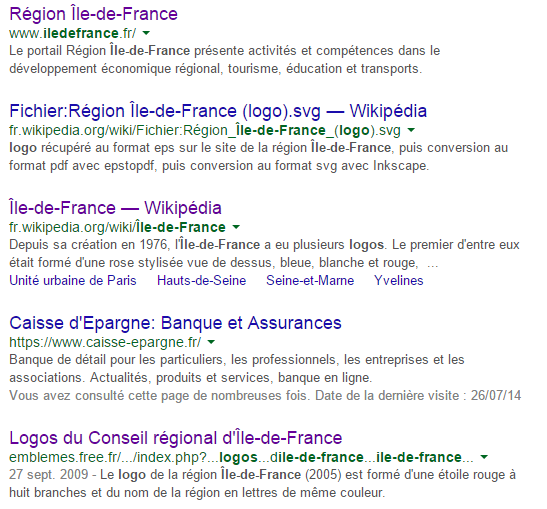 Région Île-de-France
www.iledefrance.fr/
Le portail Région Île-de-France présente activités et compétences dans le
développement économique régional, tourisme, éducation et transports.
Fichier:Région Île-de-France (logo).svg — Wikipédia
fr.wikipedia.org/wiki/Fichier:Région_Île-de-France_(logo).svg
logo récupéré au format eps sur le site de la région Île-de-France, puis conversion au
format pdf avec epstopdf, puis conversion au format svg avec Inkscape.
Île-de-France — Wikipédia
fr.wikipedia.org/wiki/Île-de-France
Depuis sa création en 1976, l'Île-de-France a eu plusieurs logos. Le premier d'entre eux
était formé d'une rose stylisée vue de dessus, bleue, blanche et rouge, ...
Unité urbaine de Paris Hauts-de-Seine Seine-et-Marne Yvelines
Caisse d'Epargne: Banque et Assurances
https://www.caisse-epargne.fr/
Banque de détail pour les particuliers, les professionnels, les entreprises et les
associations. Actualités, produits et services, banque en ligne.
Vous avez consulté cette page de nombreuses fois. Date de la dernière visite : 26/07/14
Logos du Conseil régional d'Île-de-France
emblemes.free.fr/.../index.php?...logos...dile-de-france...ile-de-france...
27 sept. 2009 - Le logo de la région Île-de-France (2005) est formé d'une étoile rouge à
huit branches et du nom de la région en lettres de même couleur.